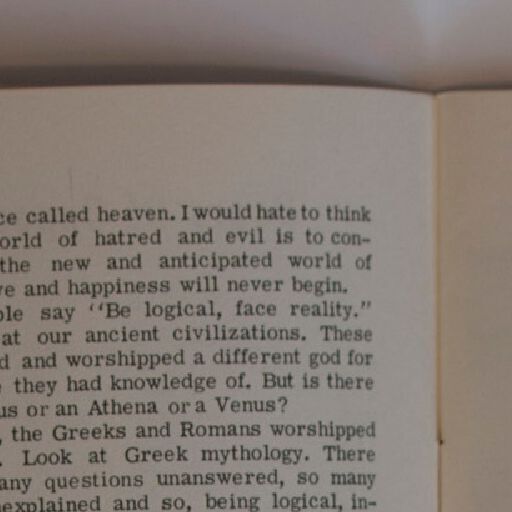 ce called heaven. I would hate to think
orld of hatred and evil is to con-
the new and anticipated world of
ve and happiness will never begin.
ple say "Be logical, face reality."
at our ancient civilizations. These
d and worshipped a different god for
they had knowledge of. But is there
us or an Athena or a Venus?
, the Greeks and Romans worshipped
. Look at Greek mythology. There
any questions unanswered, so many
explained and so, being logical, in-